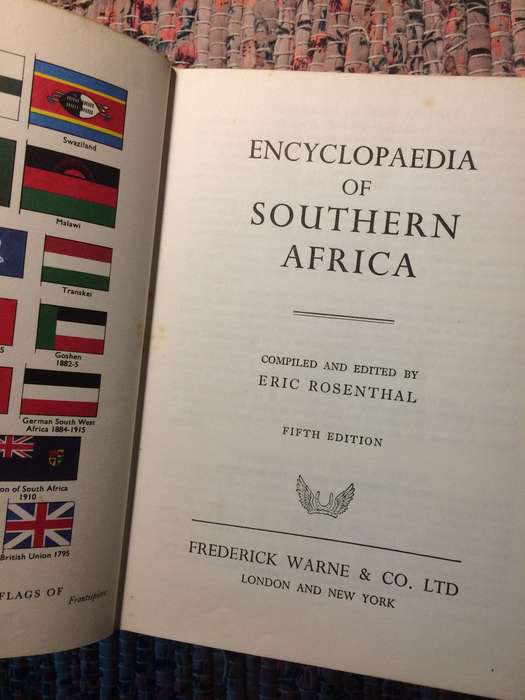 Swaziland
Malawi
Transkei
5
Goshen
1882-5
German South West
Africa 1884-1915
on of South Africa
1910
British Union 1795
FLAGS OF
Frontispiece
ENCYCLOPAEDIA
OF
SOUTHERN
AFRICA
COMPILED AND EDITED BY
ERIC ROSENTHAL
FIFTH EDITION
FREDERICK WARNE & CO. LTD
LONDON AND NEW YORK